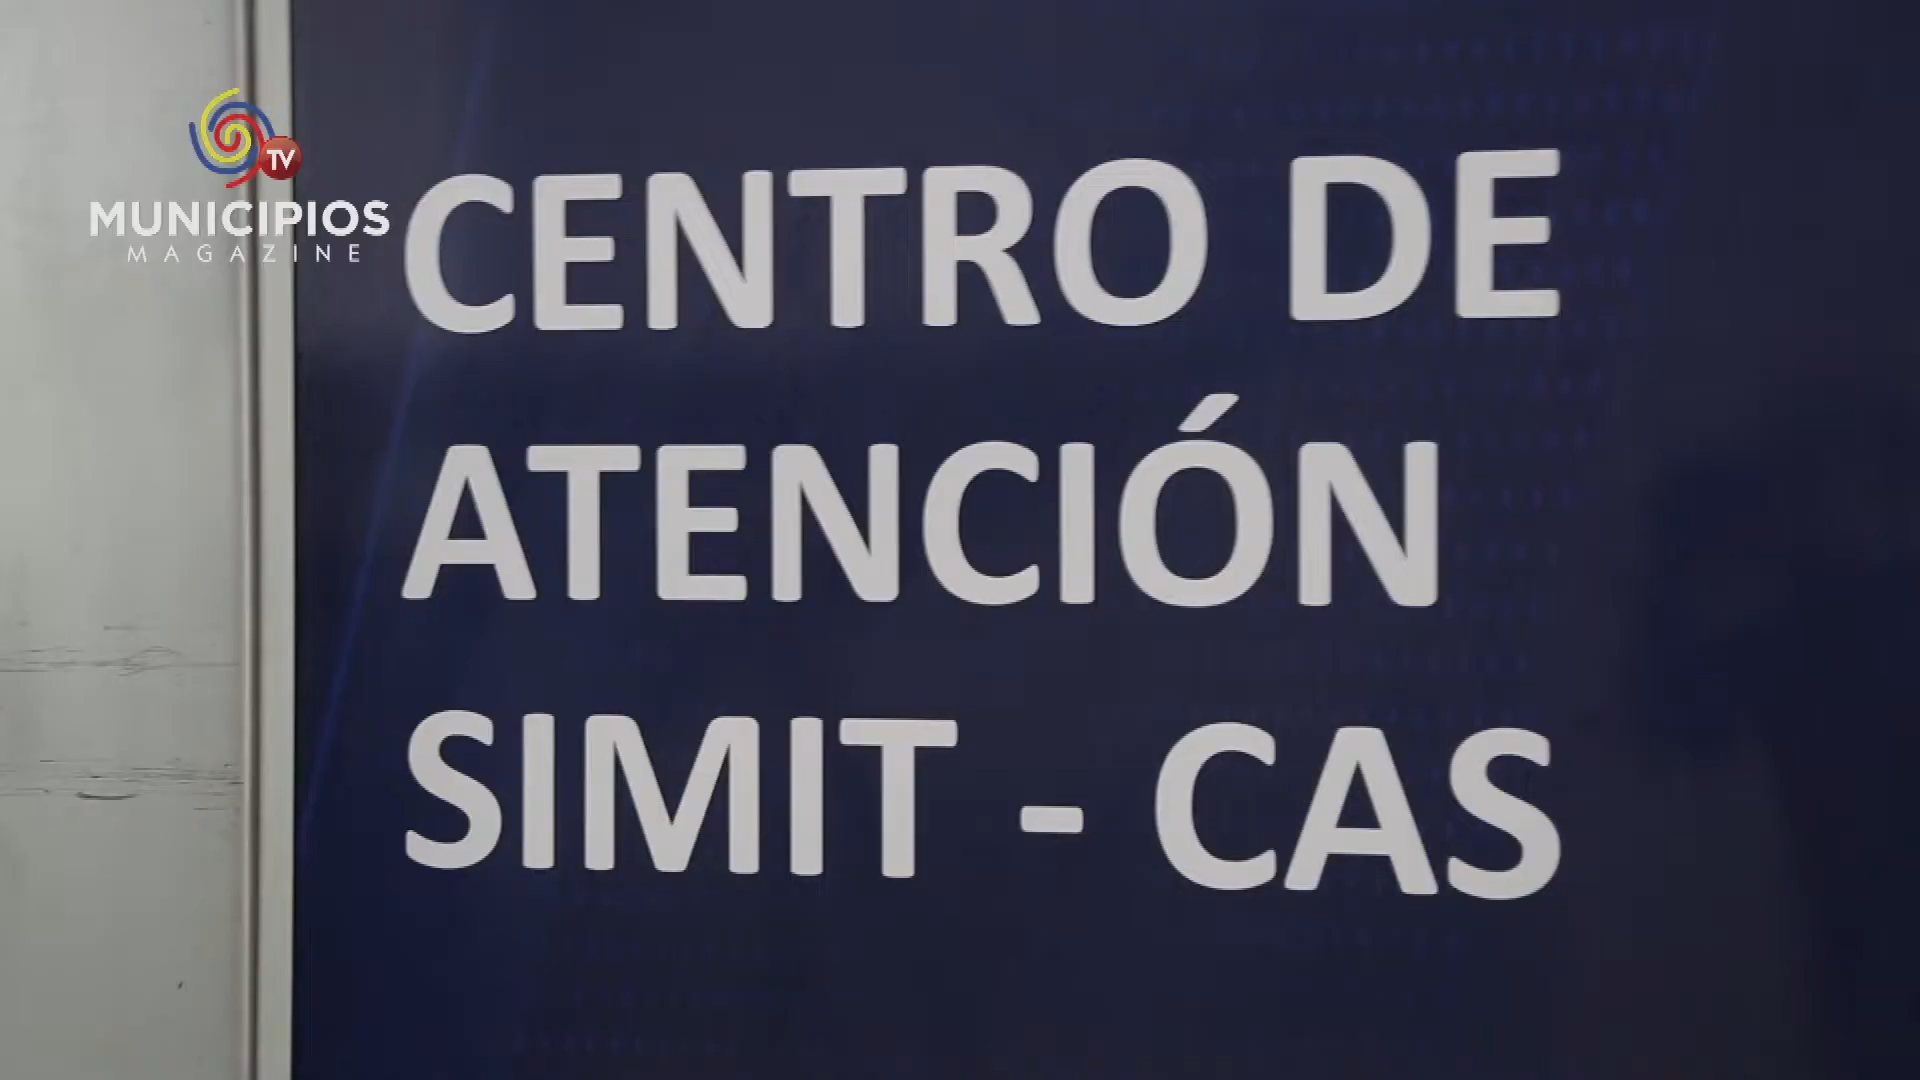 TV
MUNICIPIOS
MAGAZINE
CENTRO DE
ATENCIÓN
SIMIT - CAS